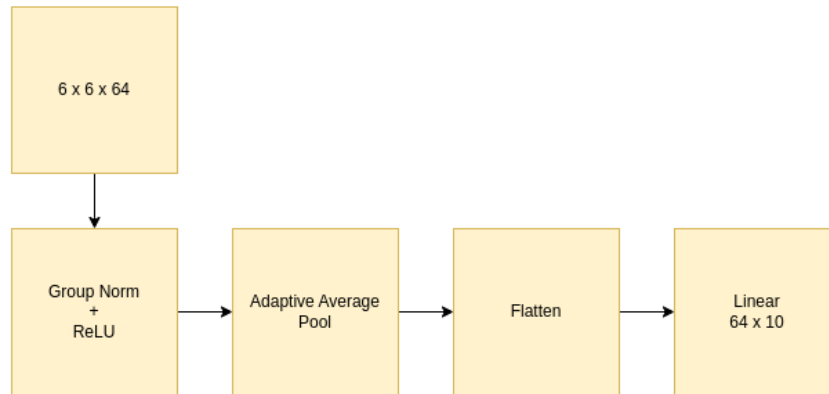 6 x 6 x 64
Group Norm
+
ReLU
Adaptive Average
Pool
Flatten
Linear
64 x 10